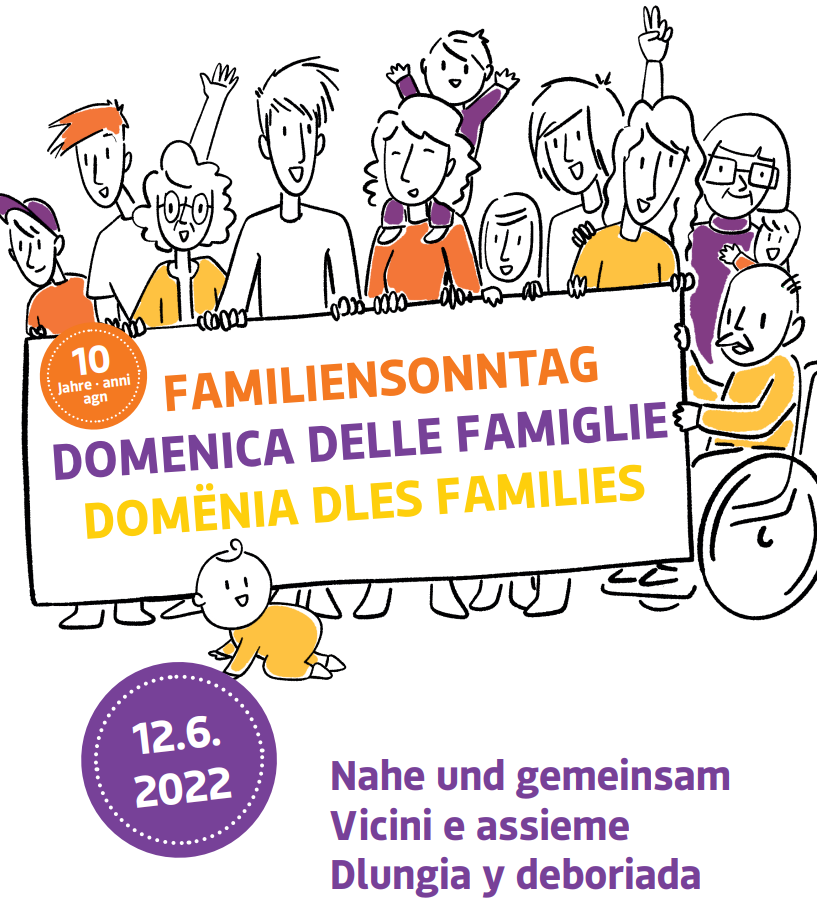 10
Jahre · anni
agn
FAMILIENSONNTAG
DOMENICA DELLE FAMIGLIE
DOMËNIA DLES FAMILIES
12.6.
2022
Nahe und gemeinsam
Vicini e assieme
Dlungia y deboriada